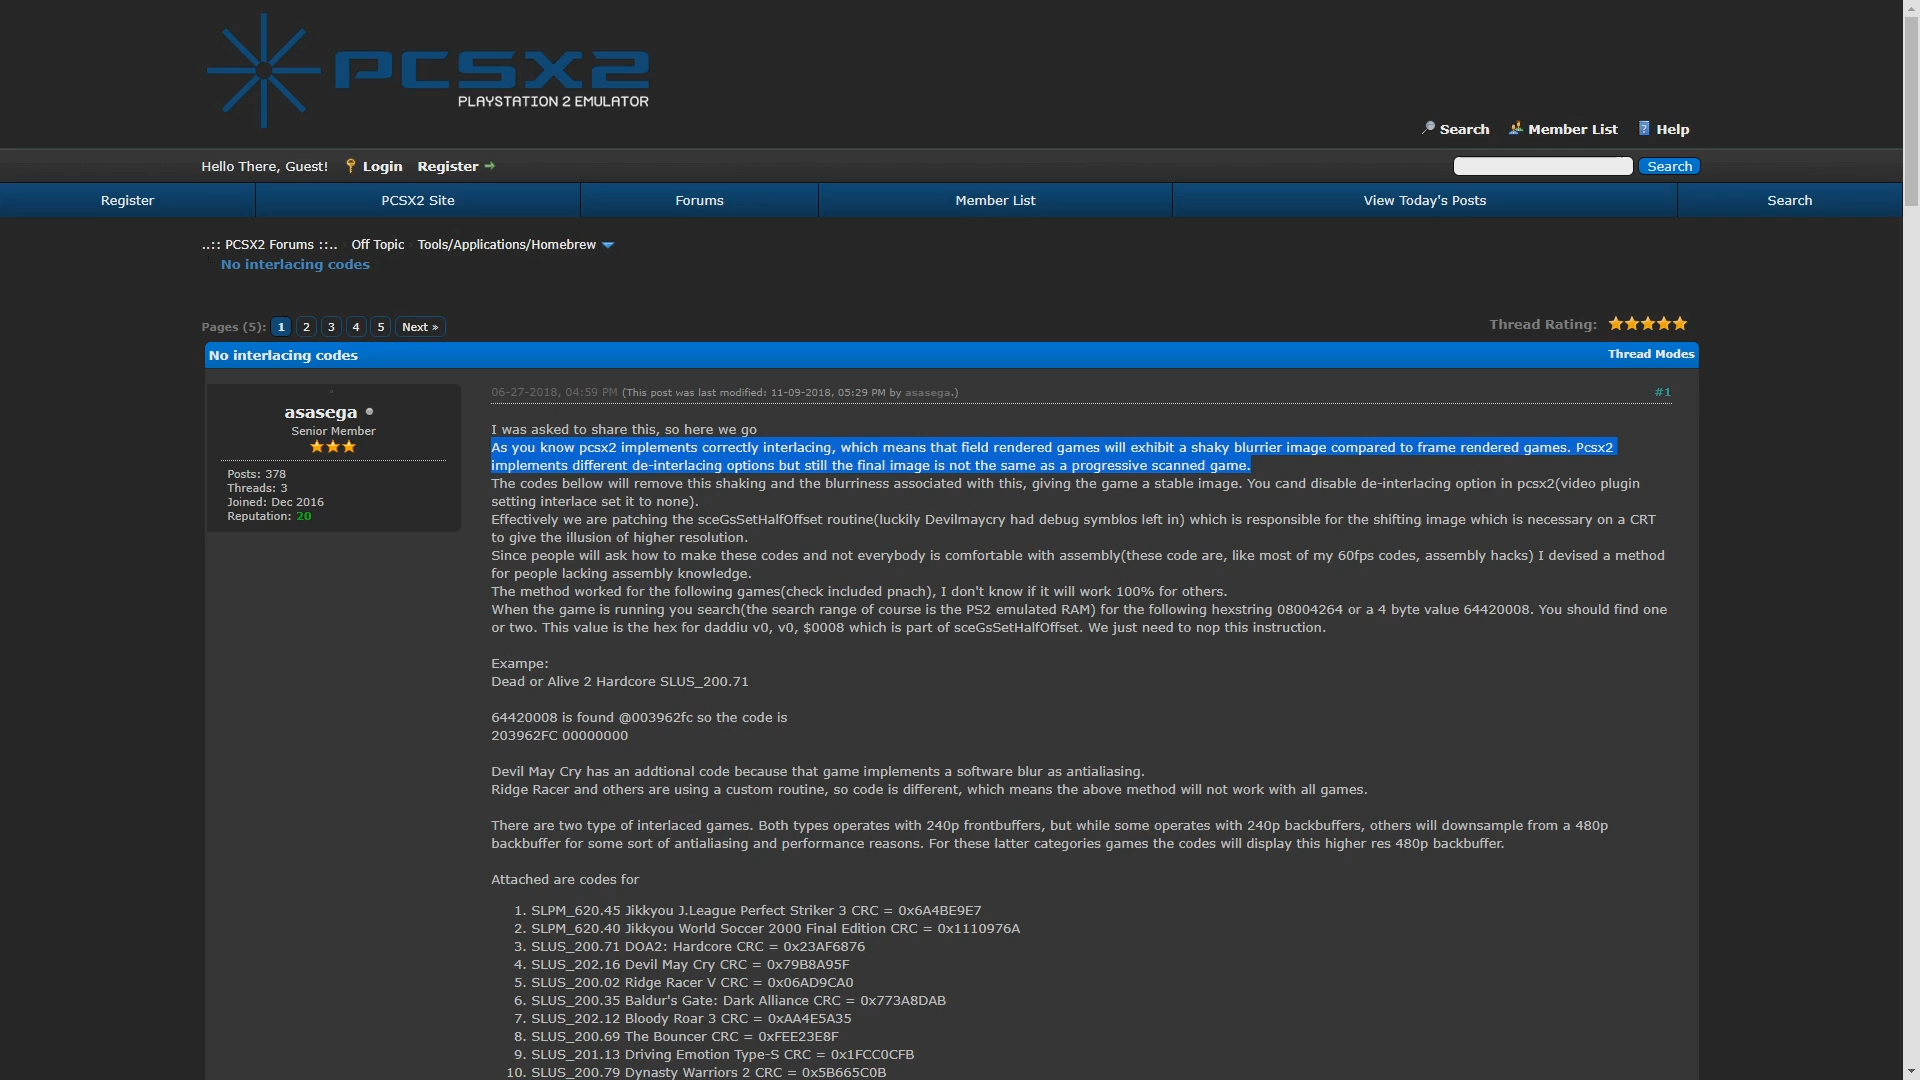 PCSX2
PLAYSTATION 2 EMULATOR
Search Member List Help
Hello There, Guest! Login Register
Search
Register PCSX2 Site Forums Member List View Today's Posts Search
..:: PCSX2 Forums ::.. Off Topic Tools/Applications/Homebrew
No interlacing codes
Pages (5): 1 2 3 4 5 Next »
Thread Rating:
No interlacing codes
Thread Modes
asasega
Senior Member
Posts: 378
Threads: 3
Joined: Dec 2016
Reputation: 20
06-27-2018, 04:59 PM (This post was last modified: 11-09-2018, 05:29 PM by asasega.)
#1
I was asked to share this, so here we go
As you know pcsx2 implements correctly interlacing, which means that field rendered games will exhibit a shaky blurrier image compared to frame rendered games. Pcsx2
implements different de-interlacing options but still the final image is not the same as a progressive scanned game.
The codes bellow will remove this shaking and the blurriness associated with this, giving the game a stable image. You cand disable de-interlacing option in pcsx2(video plugin
setting interlace set it to none).
Effectively we are patching the sceGsSetHalfOffset routine(luckily Devilmaycry had debug symblos left in) which is responsible for the shifting image which is necessary on a CRT
to give the illusion of higher resolution.
Since people will ask how to make these codes and not everybody is comfortable with assembly(these code are, like most of my 60fps codes, assembly hacks) I devised a method
for people lacking assembly knowledge.
The method worked for the following games(check included pnach), I don't know if it will work 100% for others.
When the game is running you search(the search range of course is the PS2 emulated RAM) for the following hexstring 08004264 or a 4 byte value 64420008. You should find one
or two. This value is the hex for daddiu v0, v0, $0008 which is part of sceGsSetHalfOffset. We just need to nop this instruction.
Exampe:
Dead or Alive 2 Hardcore SLUS_200.71
64420008 is found @003962fc so the code is
203962FC 00000000
Devil May Cry has an addtional code because that game implements a software blur as antialiasing.
Ridge Racer and others are using a custom routine, so code is different, which means the above method will not work with all games.
There are two type of interlaced games. Both types operates with 240p frontbuffers, but while some operates with 240p backbuffers, others will downsample from a 480p
backbuffer for some sort of antialiasing and performance reasons. For these latter categories games the codes will display this higher res 480p backbuffer.
Attached are codes for
1. SLPM_620.45 Jikkyou J.League Perfect Striker 3 CRC = 0x6A4BE9E7
2. SLPM_620.40 Jikkyou World Soccer 2000 Final Edition CRC = 0x1110976A
3. SLUS_200.71 DOA2: Hardcore CRC = 0x23AF6876
4. SLUS_202.16 Devil May Cry CRC = 0x79B8A95F
5. SLUS_200.02 Ridge Racer V CRC = 0x06AD9CA0
6. SLUS_200.35 Baldur's Gate: Dark Alliance CRC = 0x773A8DAB
7. SLUS_202.12 Bloody Roar 3 CRC = 0xAA4E5A35
8. SLUS_200.69 The Bouncer CRC = 0xFEE23E8F
9. SLUS_201.13 Driving Emotion Type-S CRC = 0x1FCC0CFB
10. SLUS_200.79 Dynasty Warriors 2 CRC = 0x5B665C0B